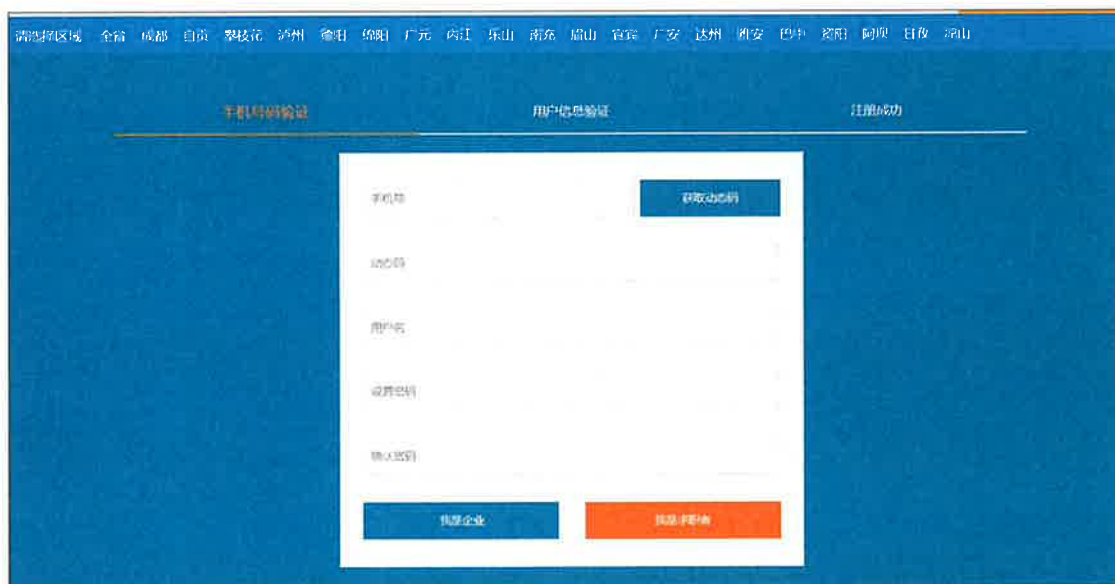 请选择区域 全省 成都 自贡 攀枝花 泸州 德阳 绵阳 广元 内江 乐山 南充 眉山 宜宾 广安 达州 雅安 巴中 资阳 阿坝 甘孜 凉山
手机号码验证 用户信息验证 注册成功
手机号 获取动态码
动态码
用户名
设置密码
确认密码
我是企业 我是求职者